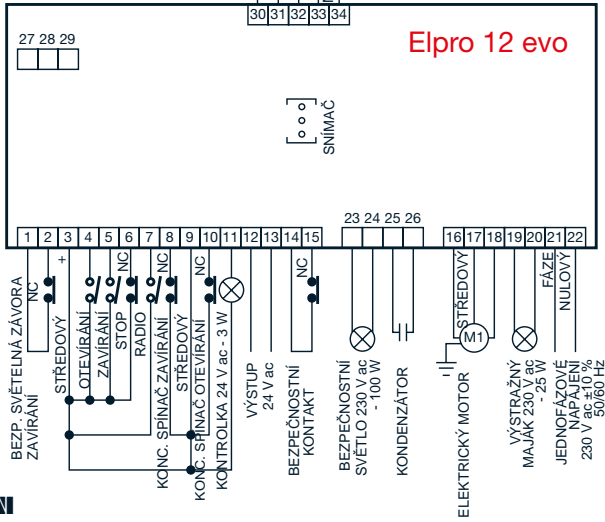 30 31 32 33 34
Elpro 12 evo
27 28 29
SNÍMAČ
23 24 25 26
1 2 3 4 5 6 7 8 9 10 11 12 13 14 15
16 17 18 19 20 21 22
BEZP. SVĚTELNÁ ZÁVORA
ZAVÍRÁNÍ
NC
+
STŘEDOVÝ
OTEVÍRÁNÍ
ZAVÍRÁNÍ
STOP
NC
RADIO
KONC. SPÍNAČ ZAVÍRÁNÍ
NC
STŘEDOVÝ
KONC. SPÍNAČ OTEVÍRÁNÍ
NC
KONTROLKA 24 V ac - 3 W
VÝSTUP
24 V ac
BEZPEČNOSTNÍ
KONTAKT
NC
BEZPEČNOSTNÍ
SVĚTLO 230 V ac
- 100 W
KONDENZÁTOR
ELEKTRICKÝ MOTOR
STŘEDOVÝ
M1
VÝSTRAŽNÝ
MAJÁK 230 V ac
- 25 W
FÁZE
NULOVÝ
JEDNOFÁZOVÉ
NAPÁJENÍ
230 V ac ±10 %
50/60 Hz